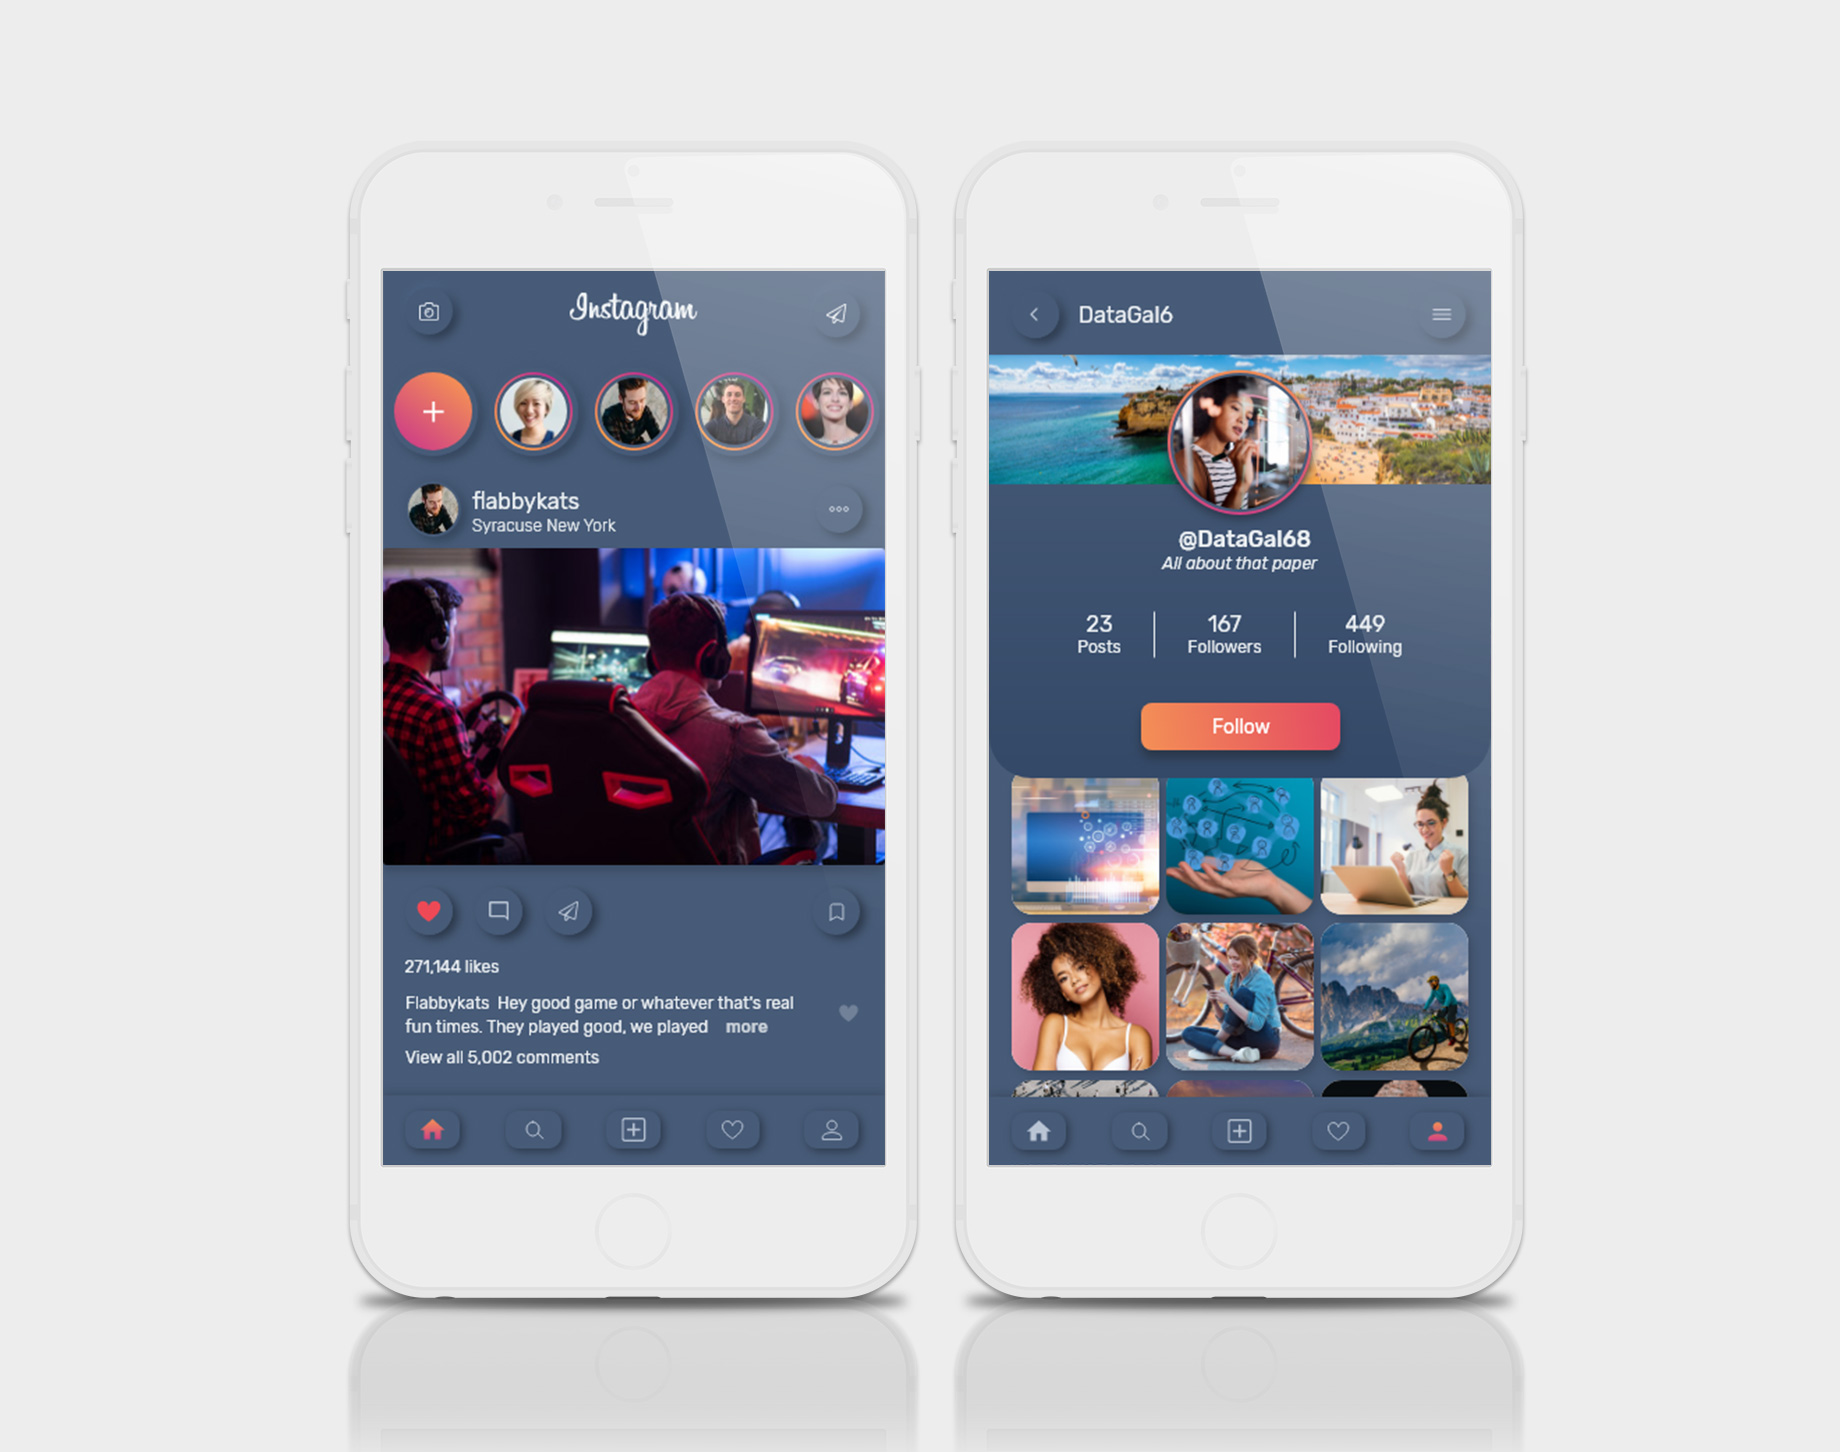 Instagram
flabbykats
Syracuse New York
271,144 likes
Flabbykats Hey good game or whatever that's real
fun times. They played good, we played more
View all 5,002 comments
DataGal6
@DataGal68
All about that paper
23
Posts
167
Followers
449
Following
Follow